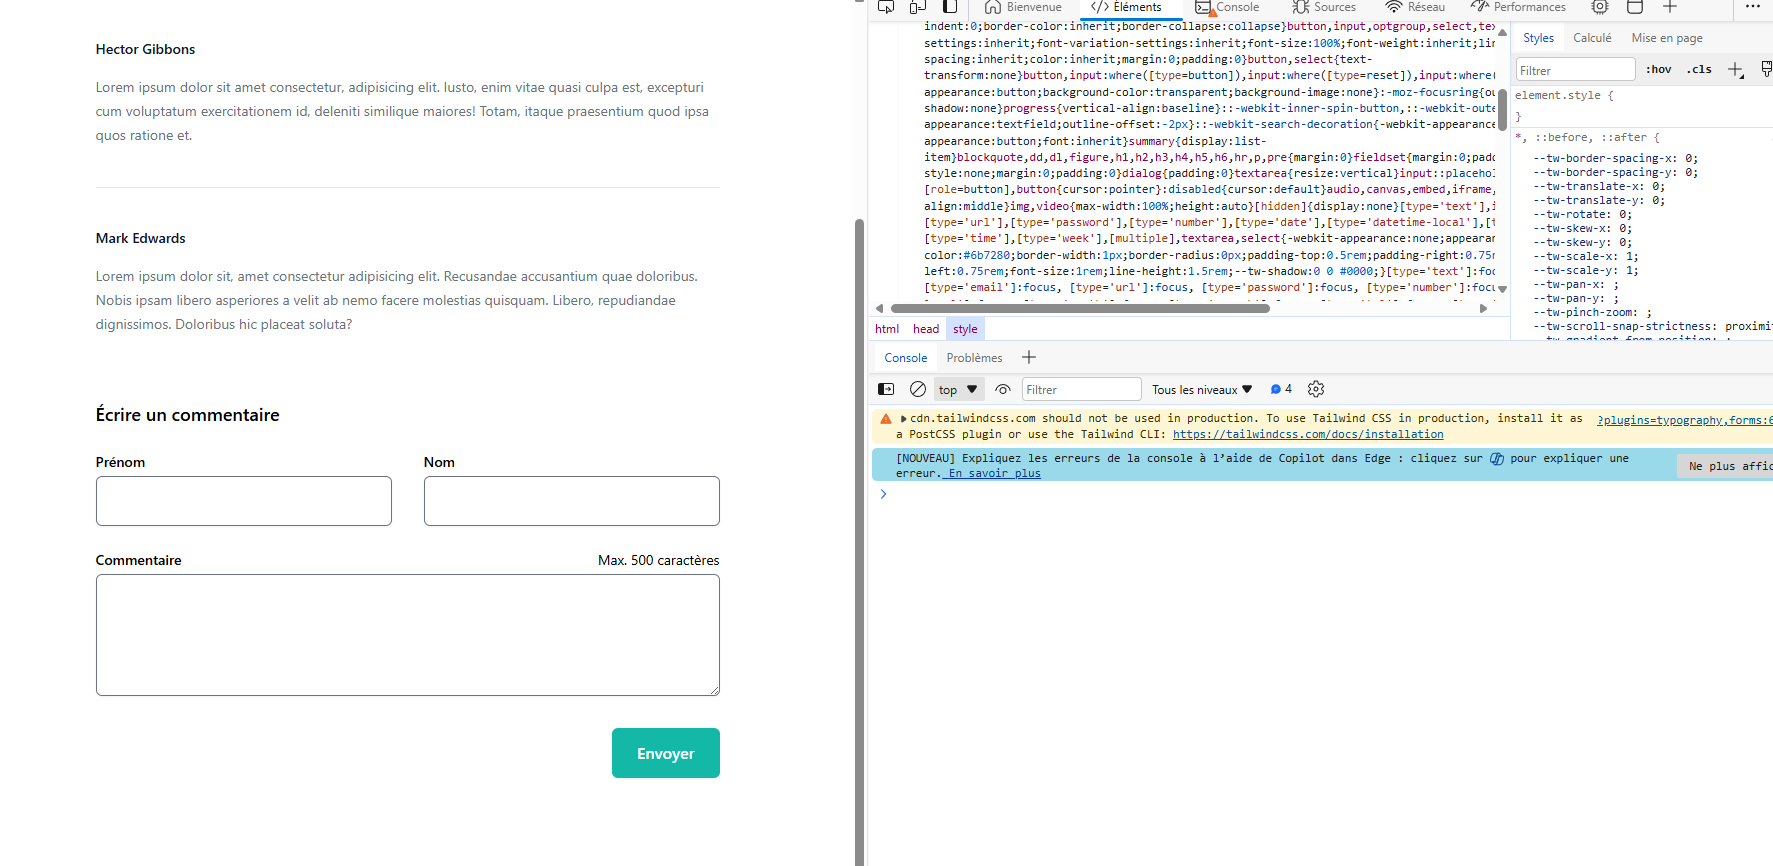 Hector Gibbons
Lorem ipsum dolor sit amet consectetur, adipisicing elit. Iusto, enim vitae quasi culpa est, excepturi
cum voluptatum exercitationem id, deleniti similique maiores! Totam, itaque praesentium quod ipsa
quos ratione et.
Mark Edwards
Lorem ipsum dolor sit, amet consectetur adipisicing elit. Recusandae accusantium quae doloribus.
Nobis ipsam libero asperiores a velit ab nemo facere molestias quisquam. Libero, repudiandae
dignissimos. Doloribus hic placeat soluta?
Écrire un commentaire
Prénom
Nom
Commentaire
Max. 500 caractères
Envoyer
Bienvenue
</> Éléments
Console
Sources
Réseau
Performances
indent:0;border-color:inherit;border-collapse:collapse}button,input,optgroup,select,tex
settings:inherit;font-variation-settings:inherit;font-size:100%;font-weight:inherit;lin
spacing:inherit;color:inherit;margin:0;padding:0}button,select{text-
transform:none}button,input:where([type=button]),input:where([type=reset]),input:where(
appearance:button;background-color:transparent;background-image:none}:-moz-focusring{ou
shadow:none}progress{vertical-align:baseline}::-webkit-inner-spin-button,::-webkit-oute
appearance:textfield;outline-offset:-2px}::-webkit-search-decoration{-webkit-appearance
appearance:button;font:inherit}summary{display:list-
item}blockquote,dd,dl,figure,h1,h2,h3,h4,h5,h6,hr,p,pre{margin:0}fieldset{margin:0;padd
style:none;margin:0;padding:0}dialog{padding:0}textarea{resize:vertical}input::placehol
[role=button],button{cursor:pointer}:disabled{cursor:default}audio,canvas,embed,iframe,
align:middle}img,video{max-width:100%;height:auto}[hidden]{display:none}[type='text'],i
[type='url'],[type='password'],[type='number'],[type='date'],[type='datetime-local'],[t
[type='time'],[type='week'],[multiple],textarea,select{-webkit-appearance:none;appearan
color:#6b7280;border-width:1px;border-radius:0px;padding-top:0.5rem;padding-right:0.75r
left:0.75rem;font-size:1rem;line-height:1.5rem;--tw-shadow:0 0 #0000;}[type='text']:foc
[type='email']:focus, [type='url']:focus, [type='password']:focus, [type='number']:focu
html head style
Styles
Calculé
Mise en page
Filtrer
:hov .cls
element.style {
}
*, ::before, ::after {
--tw-border-spacing-x: 0;
--tw-border-spacing-y: 0;
--tw-translate-x: 0;
--tw-translate-y: 0;
--tw-rotate: 0;
--tw-skew-x: 0;
--tw-skew-y: 0;
--tw-scale-x: 1;
--tw-scale-y: 1;
--tw-pan-x: ;
--tw-pan-y: ;
--tw-pinch-zoom: ;
--tw-scroll-snap-strictness: proximit
Console
Problèmes
top
Filtrer
Tous les niveaux
4
cdn.tailwindcss.com should not be used in production. To use Tailwind CSS in production, install it as
a PostCSS plugin or use the Tailwind CLI: https://tailwindcss.com/docs/installation
?plugins=typography,forms:6
[NOUVEAU] Expliquez les erreurs de la console à l’aide de Copilot dans Edge : cliquez sur pour expliquer une
erreur. En savoir plus
Ne plus affic